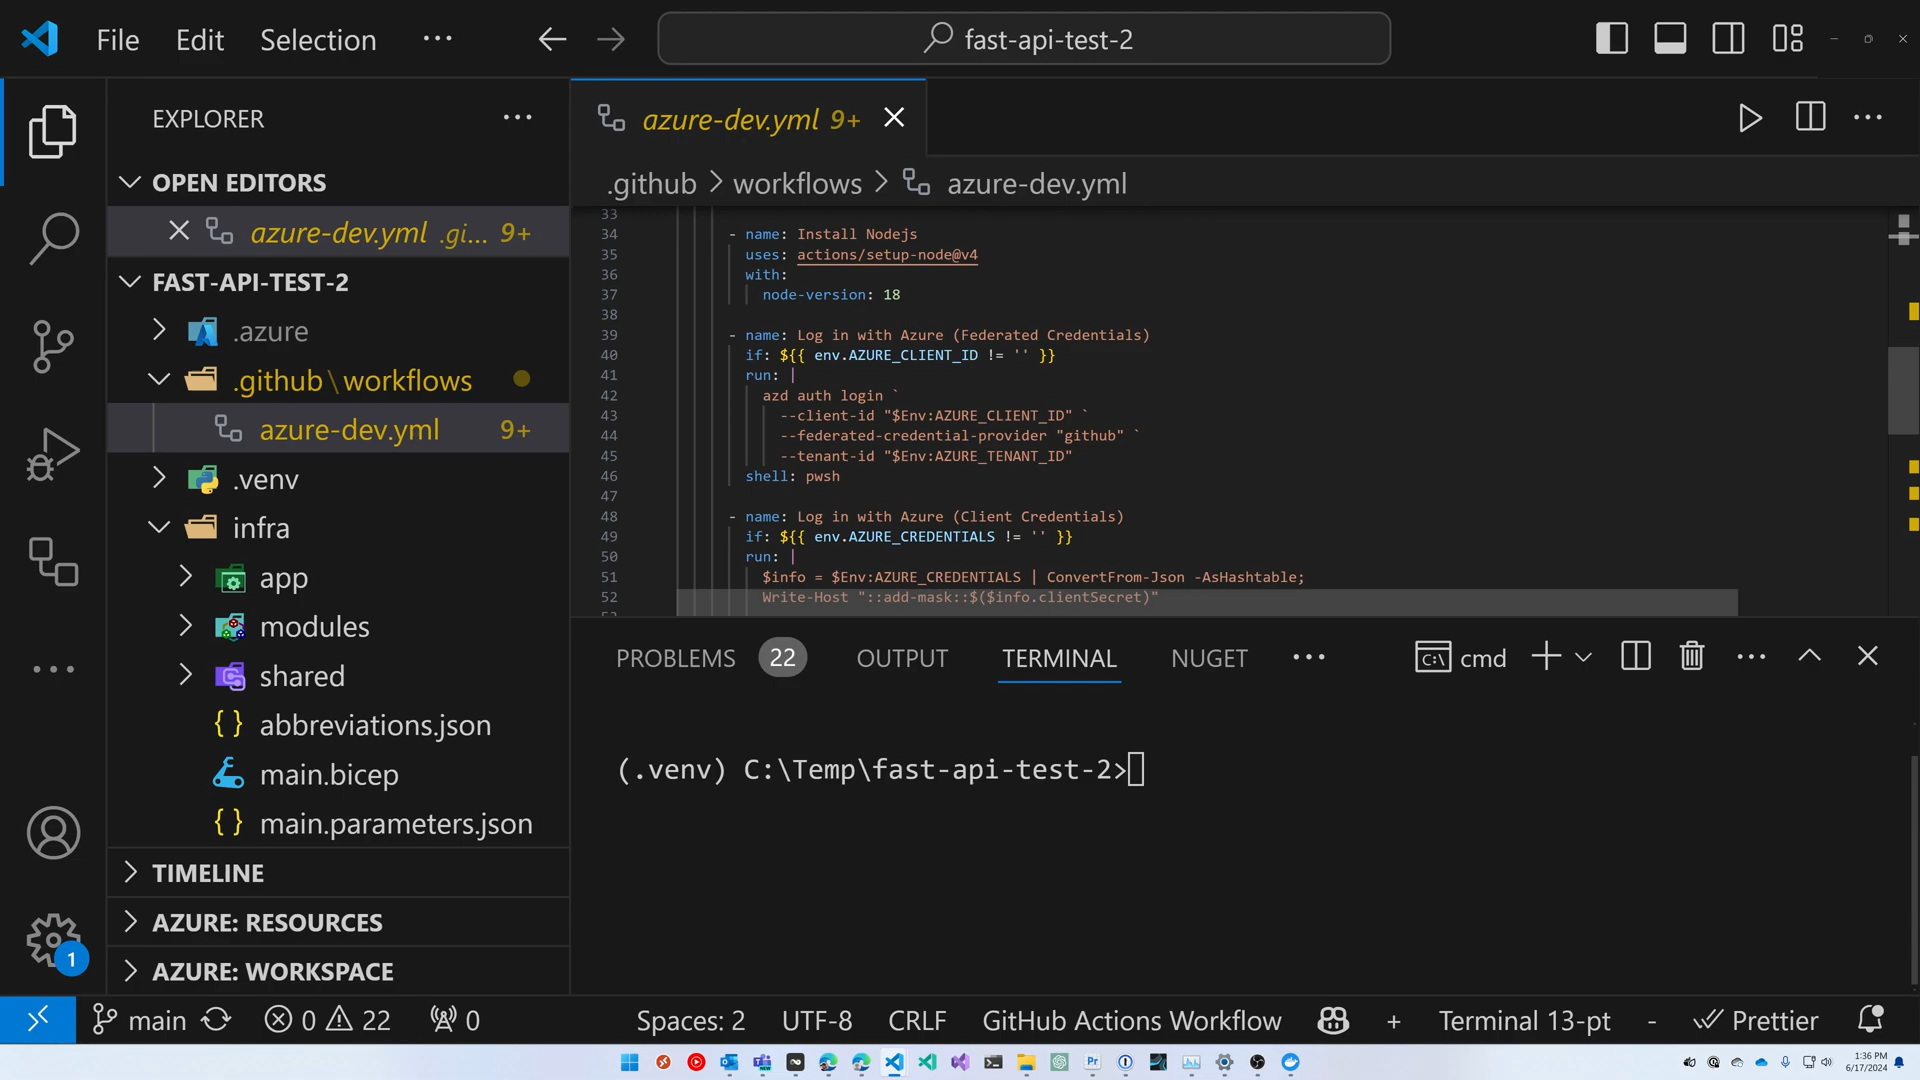 File Edit Selection ··· fast-api-test-2
EXPLORER
OPEN EDITORS
azure-dev.yml .gi... 9+
FAST-API-TEST-2
.azure
.github\workflows
azure-dev.yml 9+
.venv
infra
app
modules
shared
abbreviations.json
main.bicep
main.parameters.json
TIMELINE
AZURE: RESOURCES
AZURE: WORKSPACE
1
azure-dev.yml 9+
.github > workflows > azure-dev.yml
33
34 - name: Install Nodejs
35 uses: actions/setup-node@v4
36 with:
37 node-version: 18
38
39 - name: Log in with Azure (Federated Credentials)
40 if: ${{ env.AZURE_CLIENT_ID != '' }}
41 run: |
42 azd auth login `
43 --client-id "$Env:AZURE_CLIENT_ID" `
44 --federated-credential-provider "github" `
45 --tenant-id "$Env:AZURE_TENANT_ID"
46 shell: pwsh
47
48 - name: Log in with Azure (Client Credentials)
49 if: ${{ env.AZURE_CREDENTIALS != '' }}
50 run: |
51 $info = $Env:AZURE_CREDENTIALS | ConvertFrom-Json -AsHashtable;
52 Write-Host "::add-mask::$($info.clientSecret)"
PROBLEMS 22 OUTPUT TERMINAL NUGET ··· cmd
(.venv) C:\Temp\fast-api-test-2>
main 0 22 0 Spaces: 2 UTF-8 CRLF GitHub Actions Workflow + Terminal 13-pt - Prettier
1:36 PM
6/17/2024